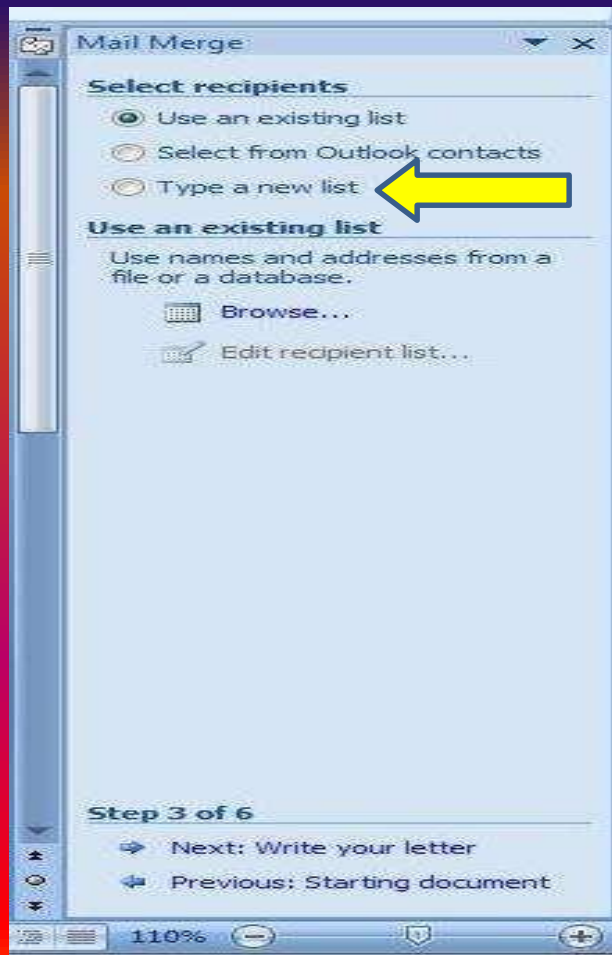 Mail Merge
Select recipients
Use an existing list
Select from Outlook contacts
Type a new list
Use an existing list
Use names and addresses from a
file or a database.
Browse...
Edit recipient list...
Step 3 of 6
Next: Write your letter
Previous: Starting document
110%